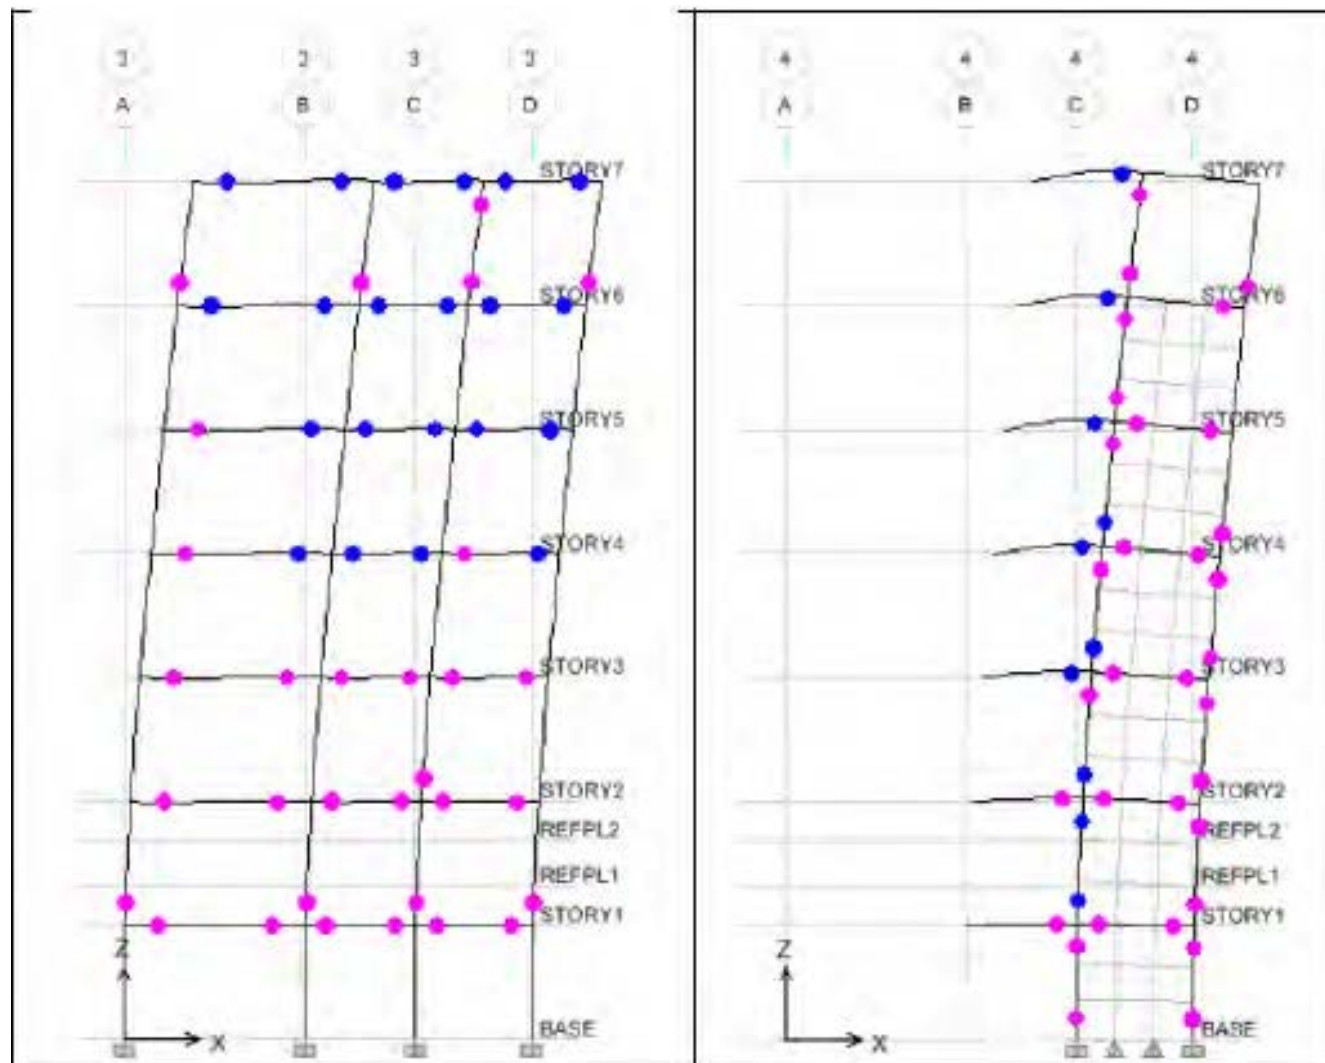 3 3 3 3
A B C D
STORY7
STORY6
STORY5
STORY4
STORY3
STORY2
REFPL2
REFPL1
STORY1
Z
X
BASE
4 4 4 4
A B C D
STORY7
STORY6
STORY5
STORY4
STORY3
STORY2
REFPL2
REFPL1
STORY1
Z
X
BASE